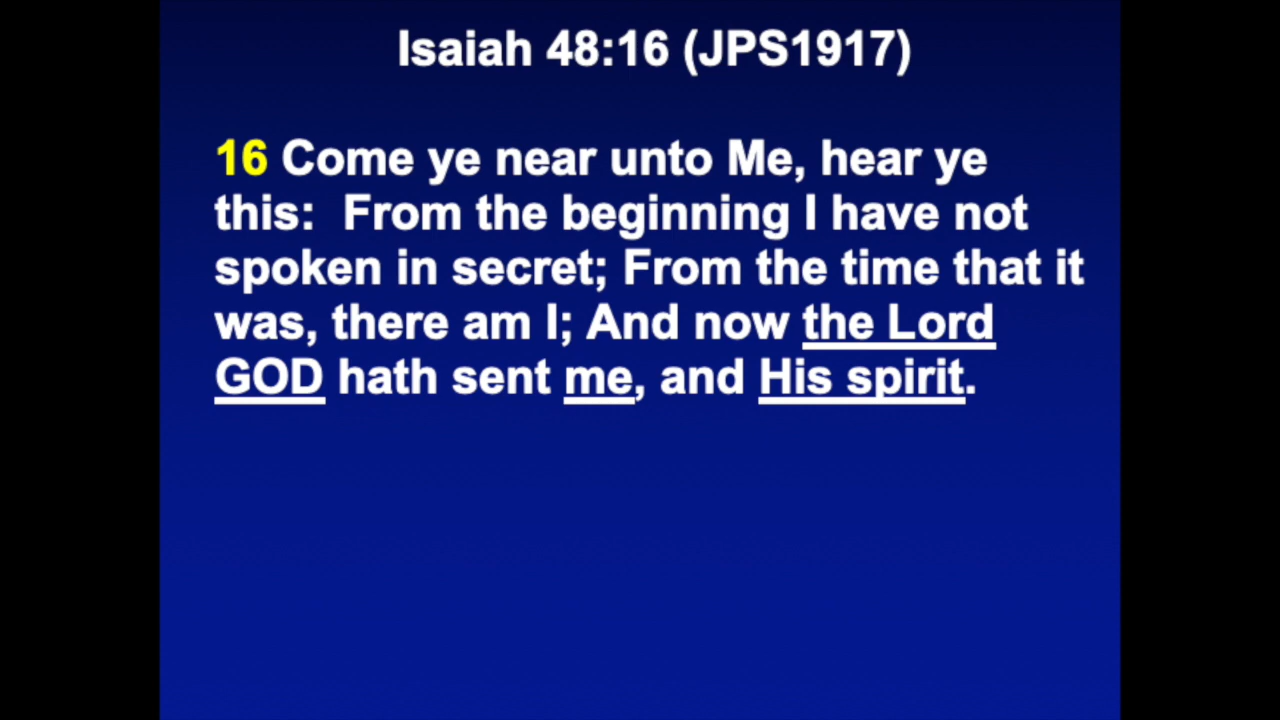 Isaiah 48:16 (JPS1917)
16 Come ye near unto Me, hear ye
this:  From the beginning I have not
spoken in secret; From the time that it
was, there am I; And now the Lord
GOD hath sent me, and His spirit.